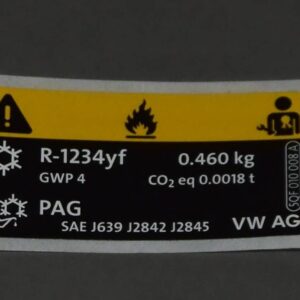 R-1234yf 0.460 kg
GWP 4 CO₂ eq 0.0018 t
PAG
SAE J639 J2842 J2845 VW AG
5QF 010 008 A